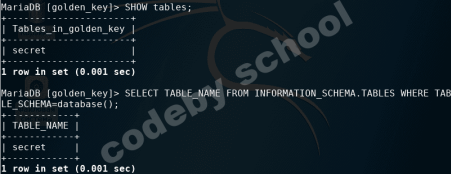 MariaDB [golden_key]> SHOW tables;
+----------------------+
| Tables_in_golden_key |
+----------------------+
| secret               |
+----------------------+
1 row in set (0.001 sec)
MariaDB [golden_key]> SELECT TABLE_NAME FROM INFORMATION_SCHEMA.TABLES WHERE TAB
LE_SCHEMA=database();
+------------+
| TABLE_NAME |
+------------+
| secret     |
+------------+
1 row in set (0.001 sec)
codeby school